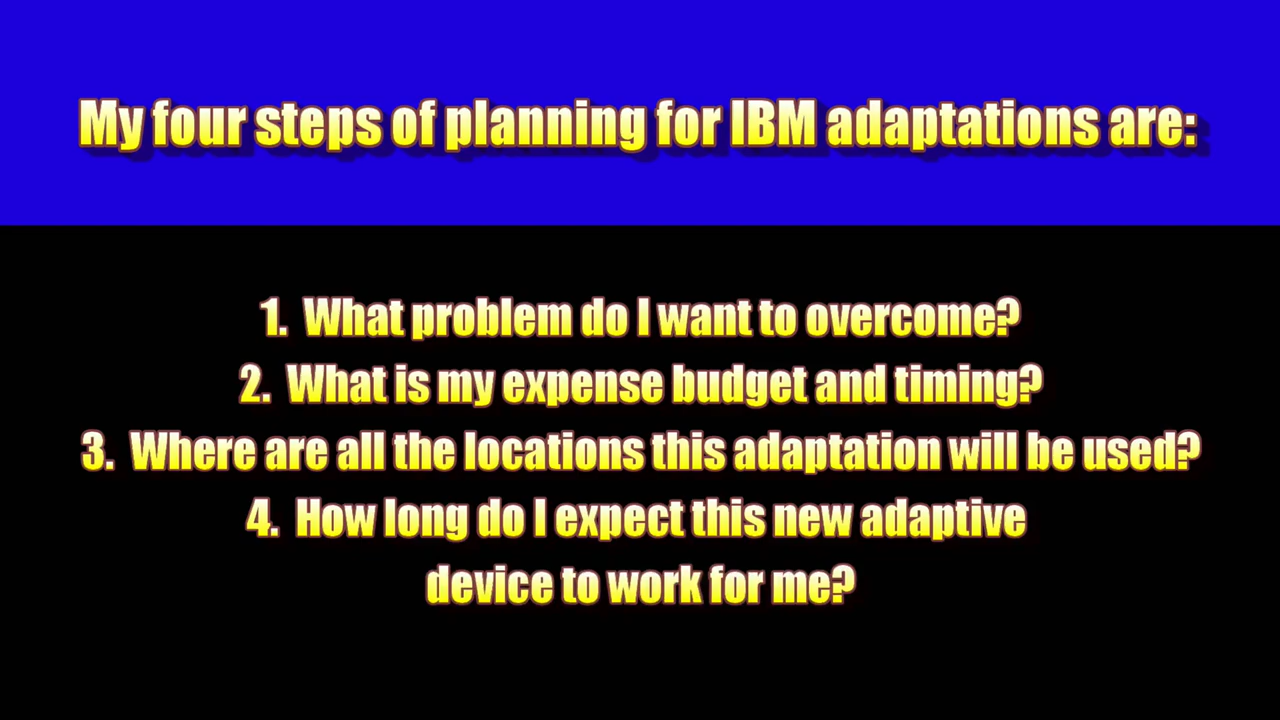 My four steps of planning for IBM adaptations are:
1. What problem do I want to overcome?
2. What is my expense budget and timing?
3. Where are all the locations this adaptation will be used?
4. How long do I expect this new adaptive
device to work for me?